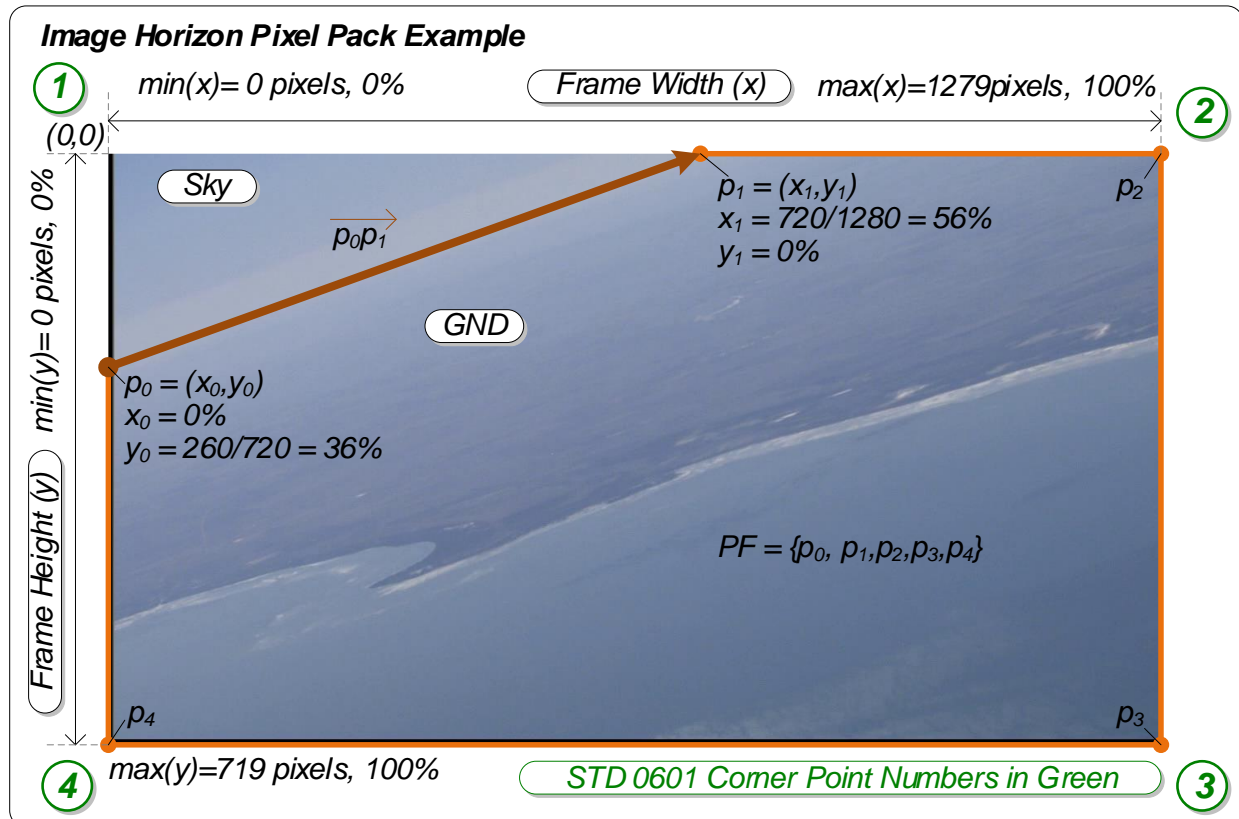 Image Horizon Pixel Pack Example
1
min(x)= 0 pixels, 0%
Frame Width (x)
max(x)=1279pixels, 100%
2
(0,0)
Sky
p₀p₁
p₁ = (x₁,y₁)
x₁ = 720/1280 = 56%
y₁ = 0%
p₂
min(y)= 0 pixels, 0%
GND
p₀ = (x₀,y₀)
x₀ = 0%
y₀ = 260/720 = 36%
Frame Height (y)
PF = {p₀, p₁,p₂,p₃,p₄}
p₄
p₃
4
max(y)=719 pixels, 100%
STD 0601 Corner Point Numbers in Green
3